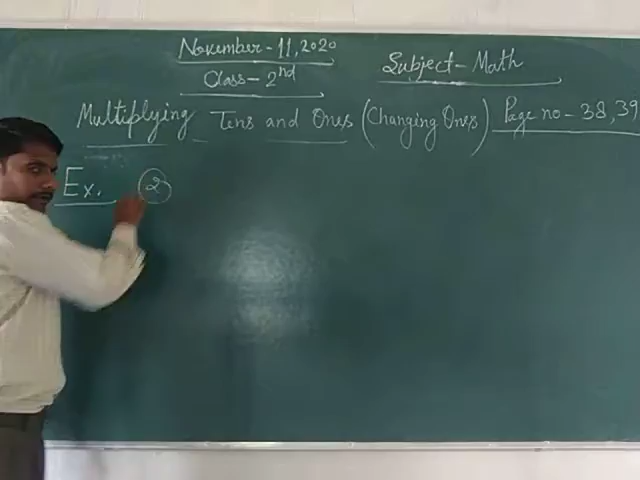 November-11,2020
Subject-Math
Class-2nd
Multiplying Tens and Ones (Changing Ones) Page no-38,39
Ex. 2